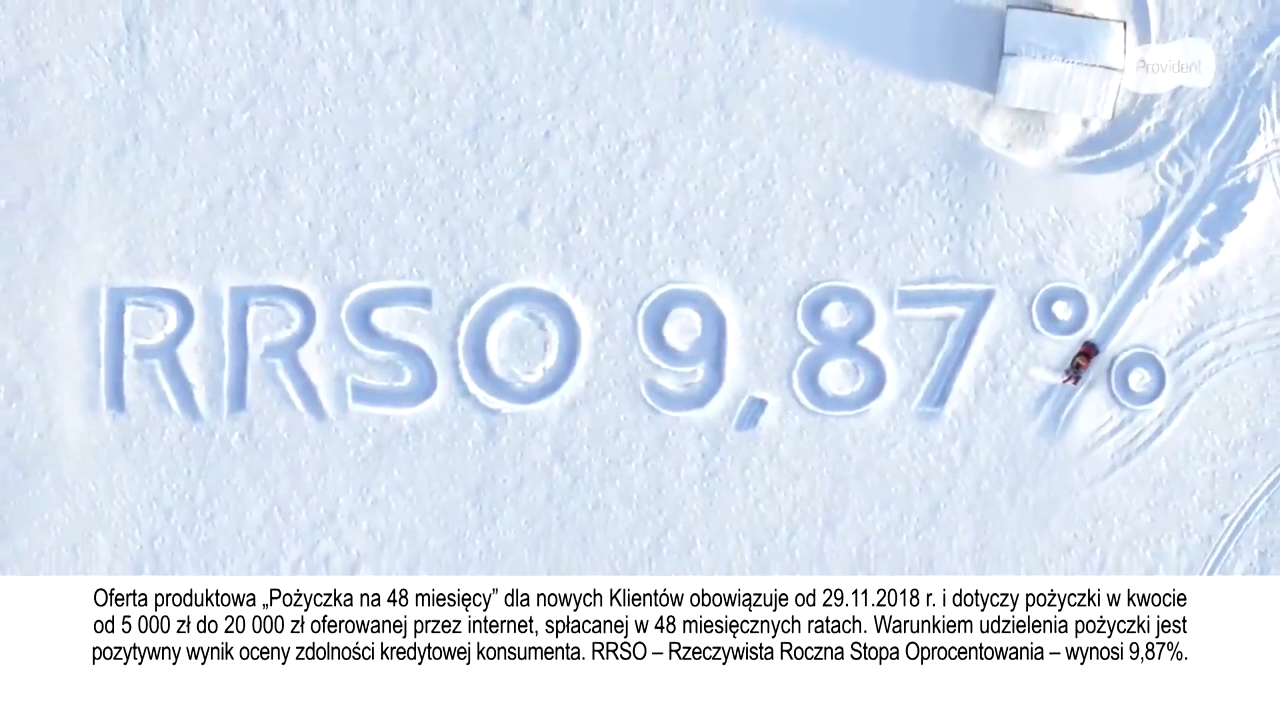 Provident
RRSO 9,87%
Oferta produktowa „Pożyczka na 48 miesięcy” dla nowych Klientów obowiązuje od 29.11.2018 r. i dotyczy pożyczki w kwocie
od 5 000 zł do 20 000 zł oferowanej przez internet, spłacanej w 48 miesięcznych ratach. Warunkiem udzielenia pożyczki jest
pozytywny wynik oceny zdolności kredytowej konsumenta. RRSO – Rzeczywista Roczna Stopa Oprocentowania – wynosi 9,87%.